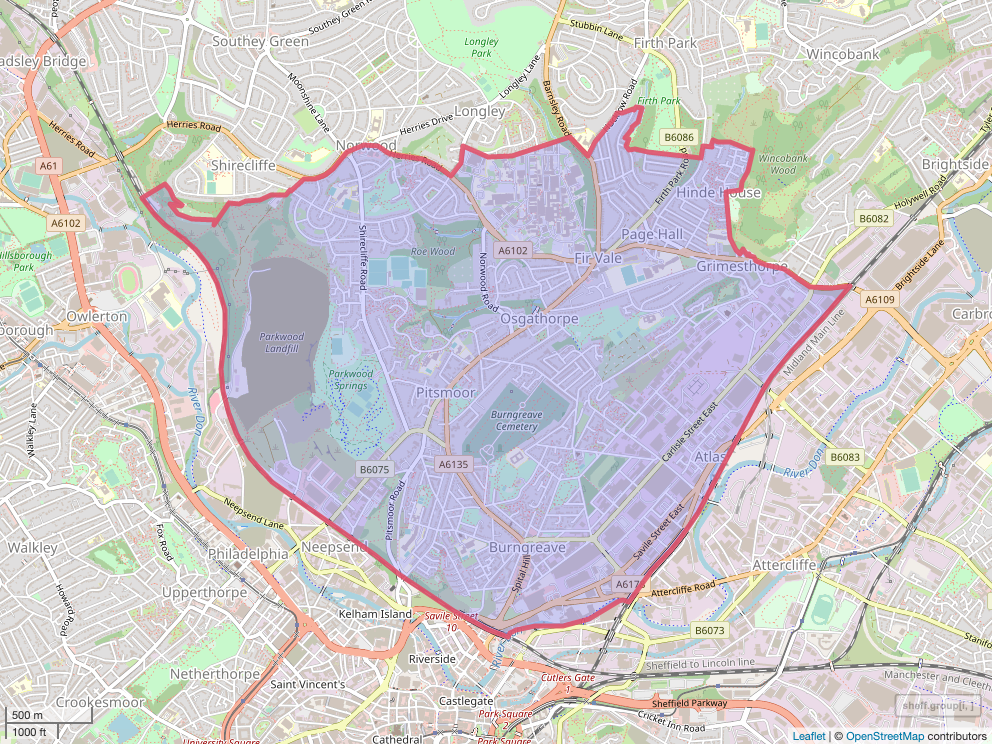 Southey Green
Southey Green R
Stubbin Lane
Firth Park
Longley
Park
Wincobank
adsley Bridge
Moonshine Lane
Longley Lane
Barnsley Road
Herries Road
Herries Road
Herries Drive
Longley
Firth Park
B6086
Norwood
Herries Road
A61
Shirecliffe
Wincobank
Wood
Brightside
Holywell Road
Hinde House
Firth Park Ro
A6102
B6082
Page Hall
Brightside Lane
Hillsborough
Park
Shirecliffe Road
Roe Wood
A6102
Fir Vale
Grimesthorpe
Norwood Road
A6109
Owlerton
orough
Osgathorpe
Carbro
Midland Main Line
Parkwood
Landfill
Parkwood
Springs
River Don
Pitsmoor
Burngreave
Cemetery
Walkley Lane
Carlisle Street East
Atlas
B6083
River Don
B6075
A6135
Pitsmoor Road
Neepsend Lane
Savile Street East
Fox Road
Walkley
Philadelphia
Neepsend
Burngreave
Attercliffe
Upperthorpe
Howard Road
Spital Hill
A617
Attercliffe Road
Kelham Island
Savile Street
10
B6073
Riverside
River
Sheffield to Lincoln line
Manchester and Cleetho
Netherthorpe
Saint Vincent's
Cutlers Gate
Crookesmoor
Castlegate
Sheffield Parkway
sheff.group[i, ]
500 m
Park Square
2
Cricket Inn Road
1000 ft
University Square
Cathedral
Park Square
Leaflet | © OpenStreetMap contributors